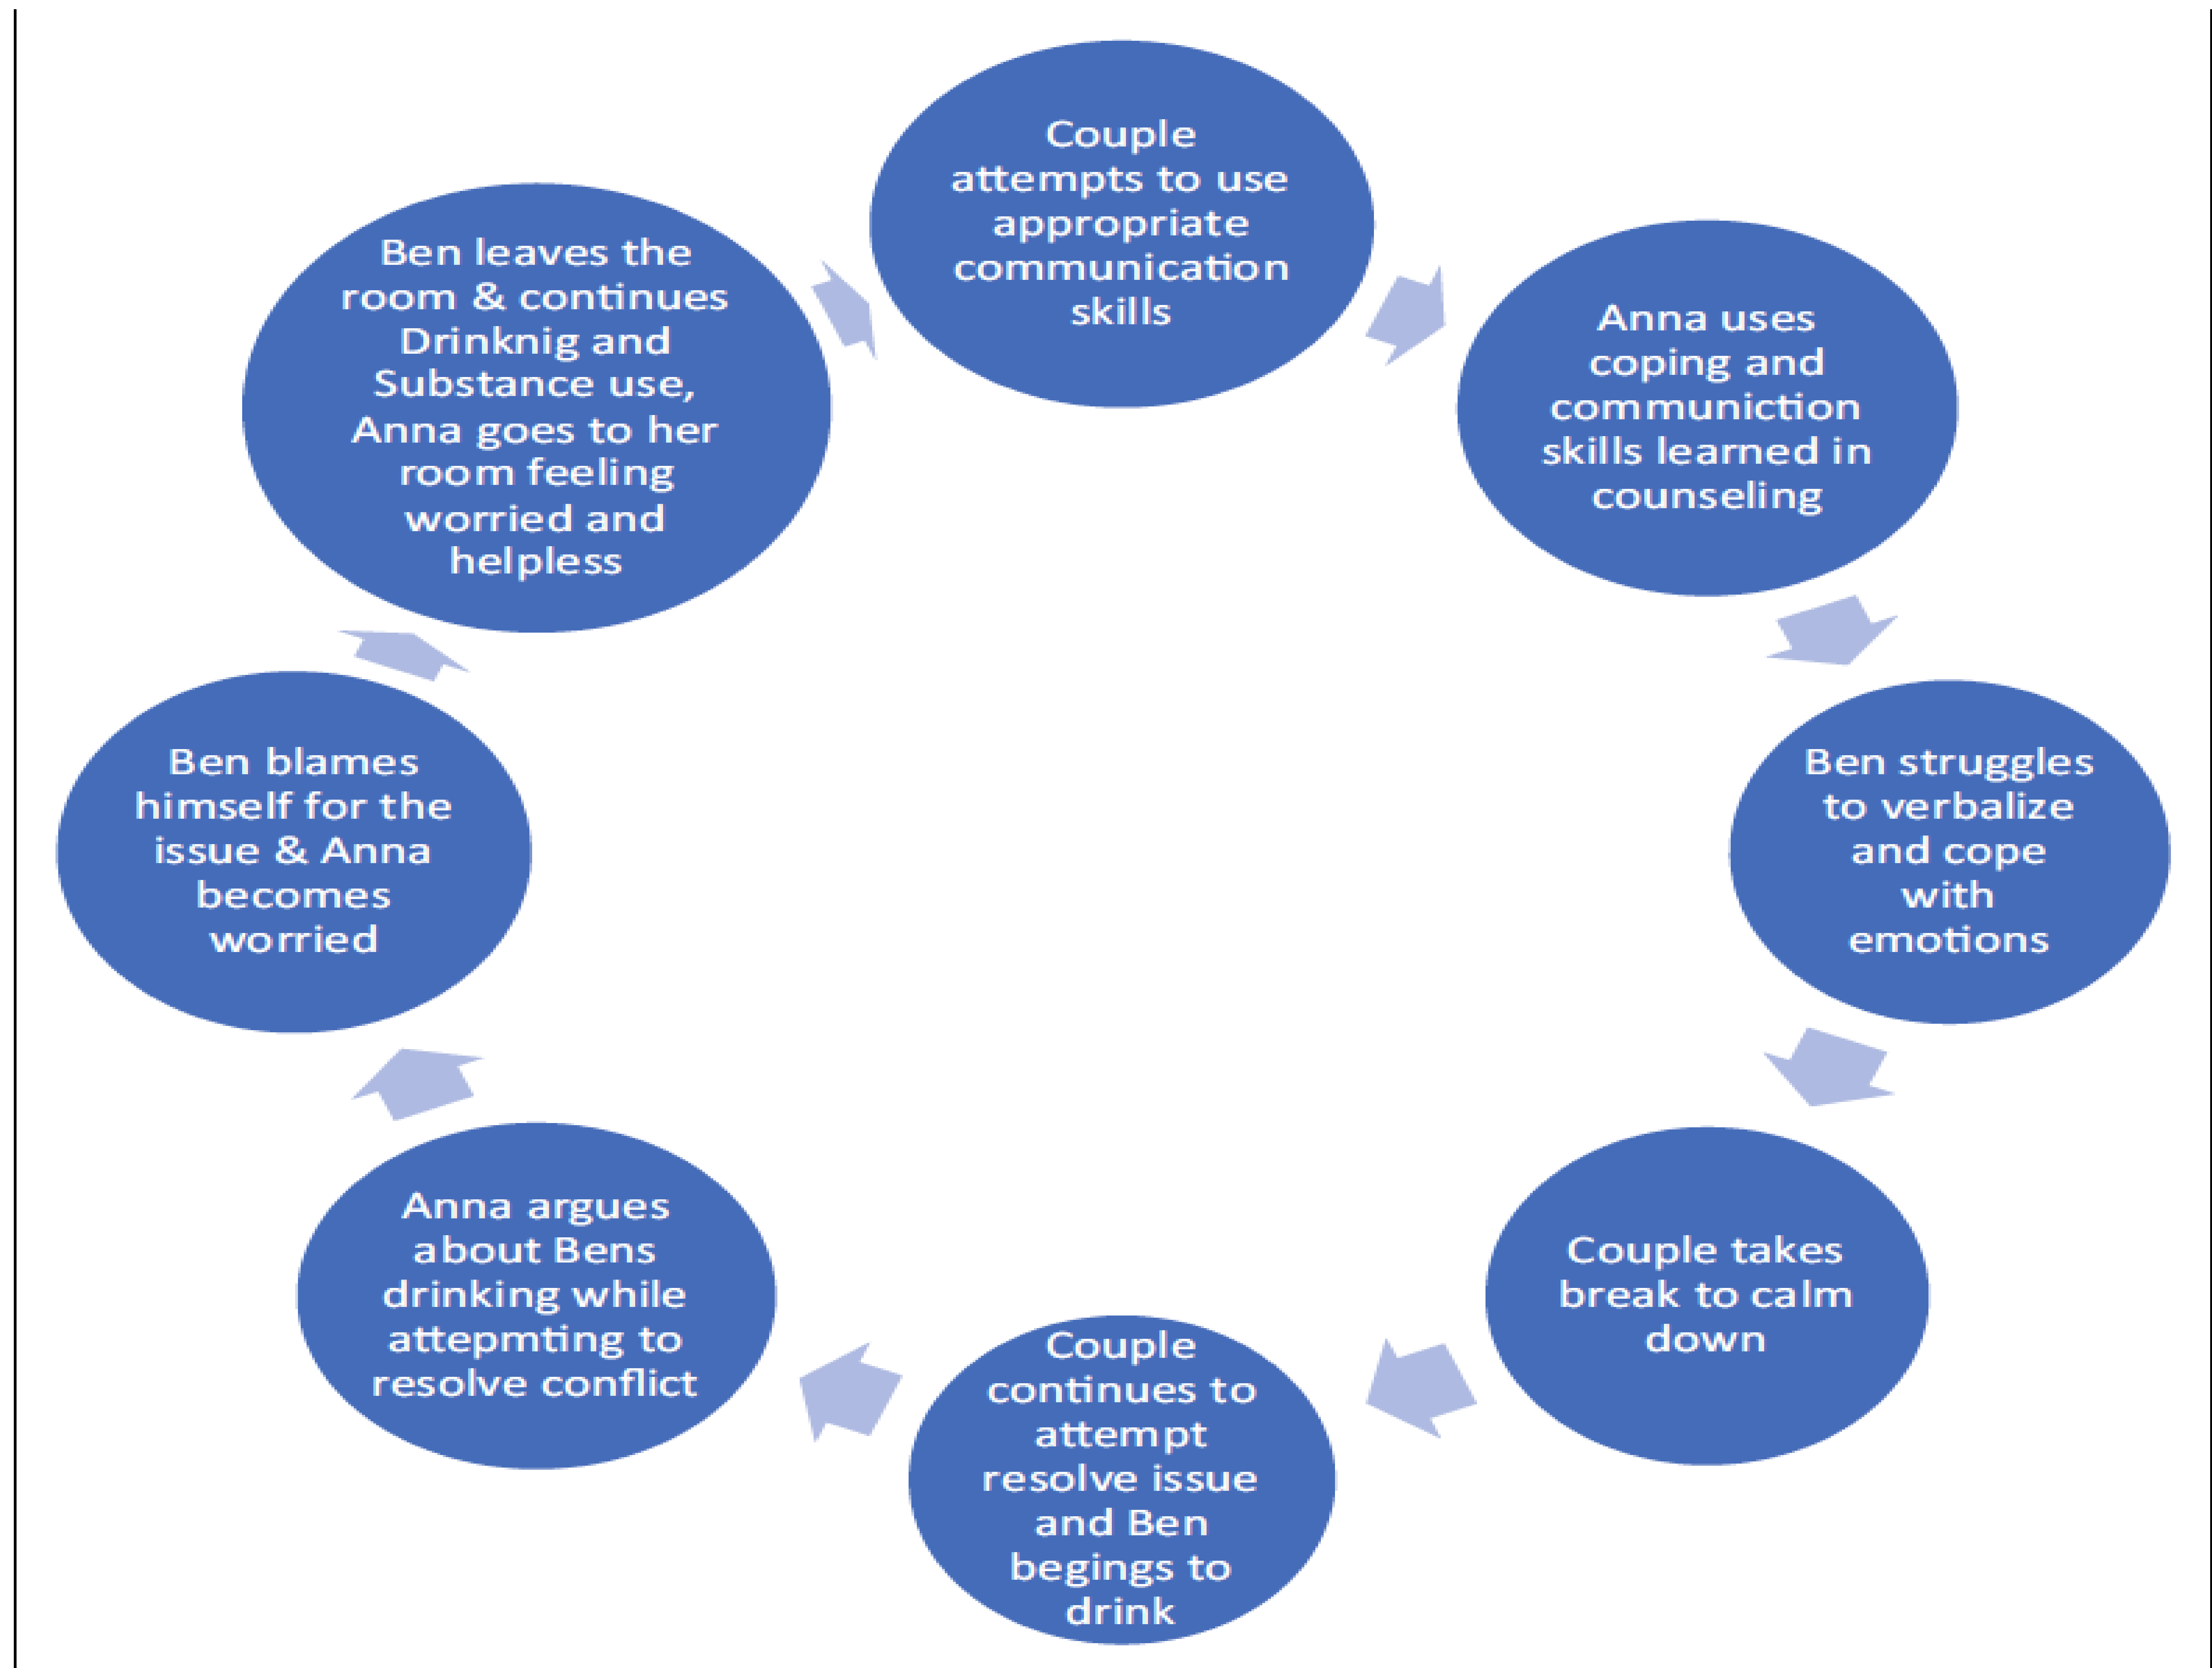 Couple
attempts to use
appropriate
communication
skills
Anna uses
coping and
communiction
skills learned in
counseling
Ben struggles
to verbalize
and cope
with
emotions
Couple takes
break to calm
down
Couple
continues to
attempt
resolve issue
and Ben
begings to
drink
Anna argues
about Bens
drinking while
attepmting to
resolve conflict
Ben blames
himself for the
issue & Anna
becomes
worried
Ben leaves the
room & continues
Drinknig and
Substance use,
Anna goes to her
room feeling
worried and
helpless